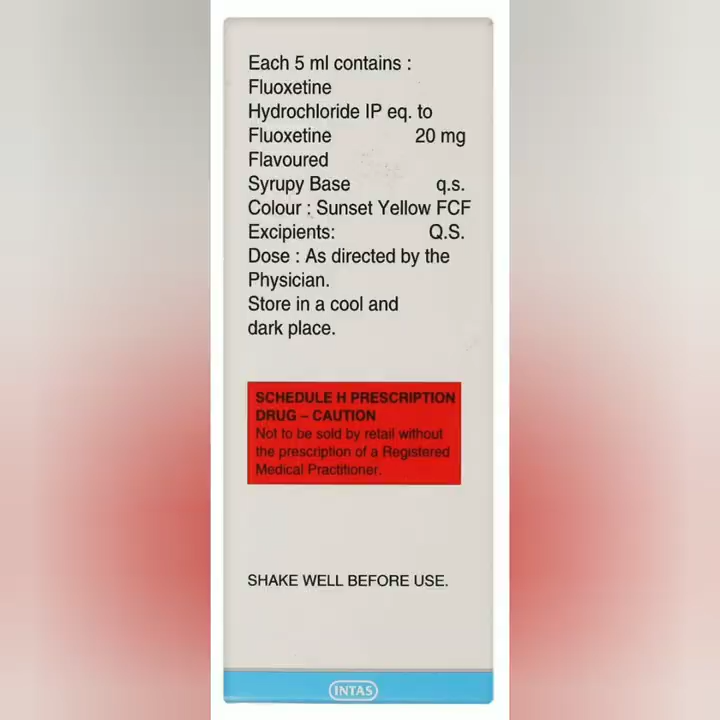 Each 5 ml contains :
Fluoxetine
Hydrochloride IP eq. to
Fluoxetine 20 mg
Flavoured
Syrupy Base q.s.
Colour : Sunset Yellow FCF
Excipients: Q.S.
Dose : As directed by the
Physician.
Store in a cool and
dark place.
SCHEDULE H PRESCRIPTION
DRUG – CAUTION
Not to be sold by retail without
the prescription of a Registered
Medical Practitioner.
SHAKE WELL BEFORE USE.
INTAS